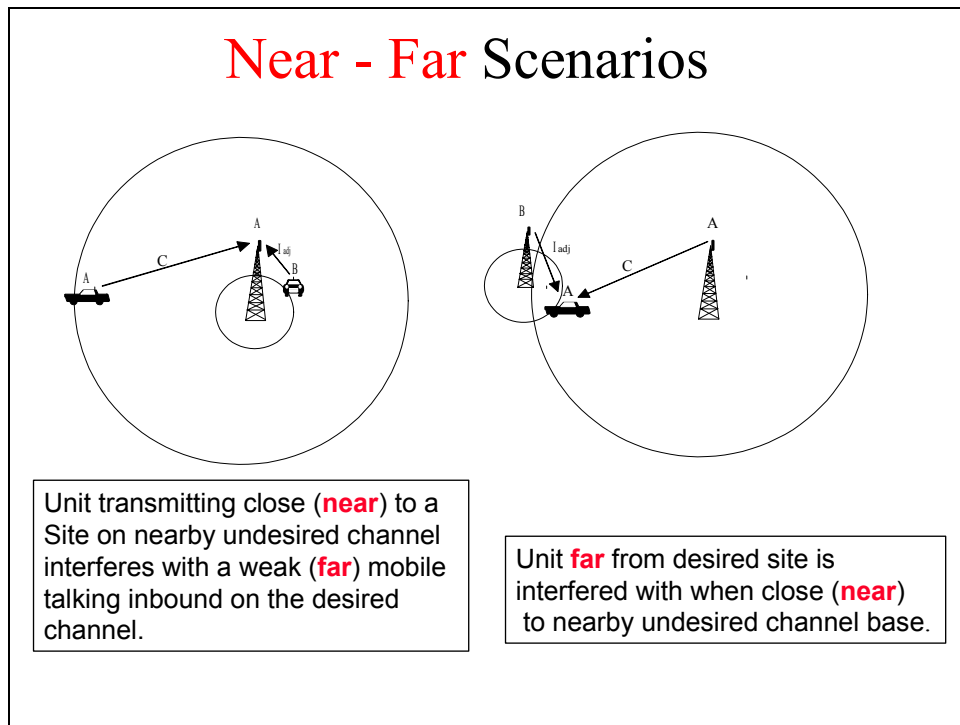 Near - Far Scenarios
A
I adj
B
C
A
B
I adj
A
C
A
Unit transmitting close (near) to a
Site on nearby undesired channel
interferes with a weak (far) mobile
talking inbound on the desired
channel.
Unit far from desired site is
interfered with when close (near)
to nearby undesired channel base.